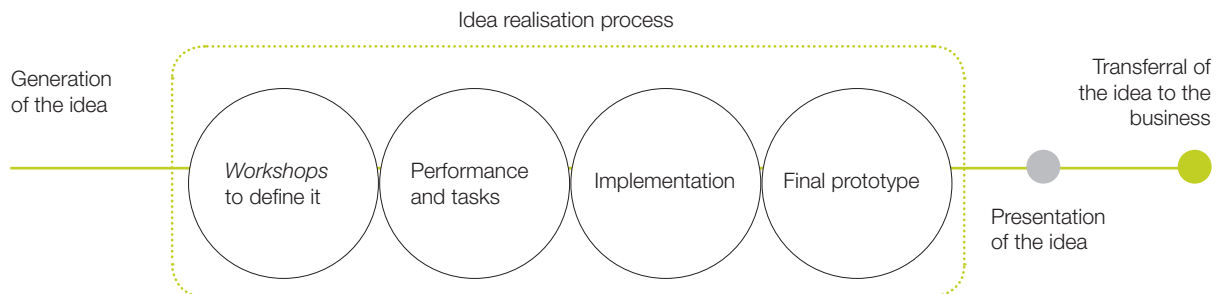 Idea realisation process
Generation
of the idea
Workshops
to define it
Performance
and tasks
Implementation
Final prototype
Presentation
of the idea
Transferral of
the idea to the
business